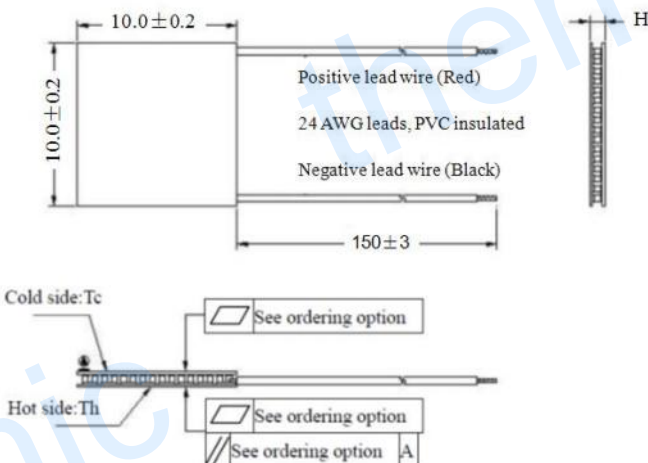 10.0±0.2
H
10.0±0.2
Positive lead wire (Red)
24 AWG leads, PVC insulated
Negative lead wire (Black)
150±3
Cold side:Tc
See ordering option
Hot side:Th
See ordering option
See ordering option A